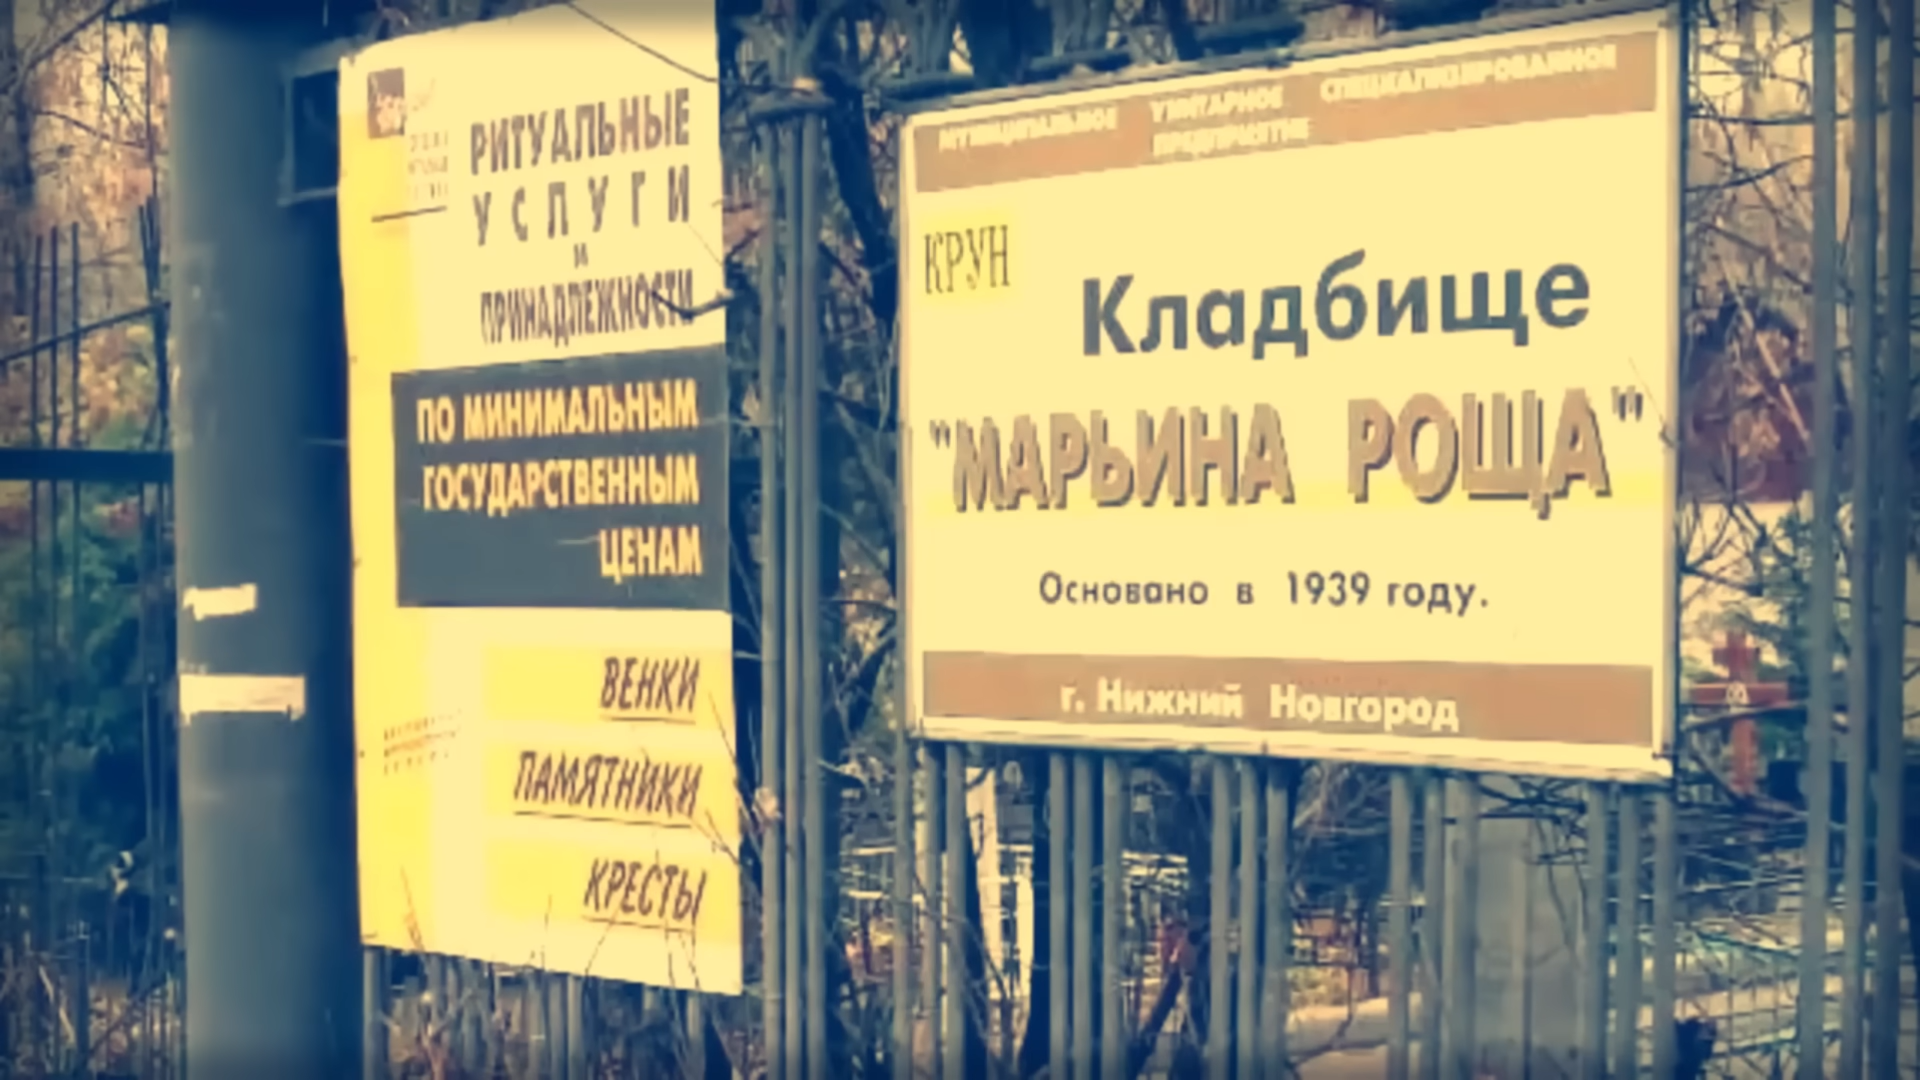 РИТУАЛЬНЫЕ
УСЛУГИ
И
ПРИНАДЛЕЖНОСТИ
ПО МИНИМАЛЬНЫМ
ГОСУДАРСТВЕННЫМ
ЦЕНАМ
ВЕНКИ
ПАМЯТНИКИ
КРЕСТЫ
МУНИЦИПАЛЬНОЕ УНИТАРНОЕ СПЕЦИАЛИЗИРОВАННОЕ
ПРЕДПРИЯТИЕ
КРУН
Кладбище
"МАРЬИНА РОЩА"
Основано в 1939 году.
г. Нижний Новгород